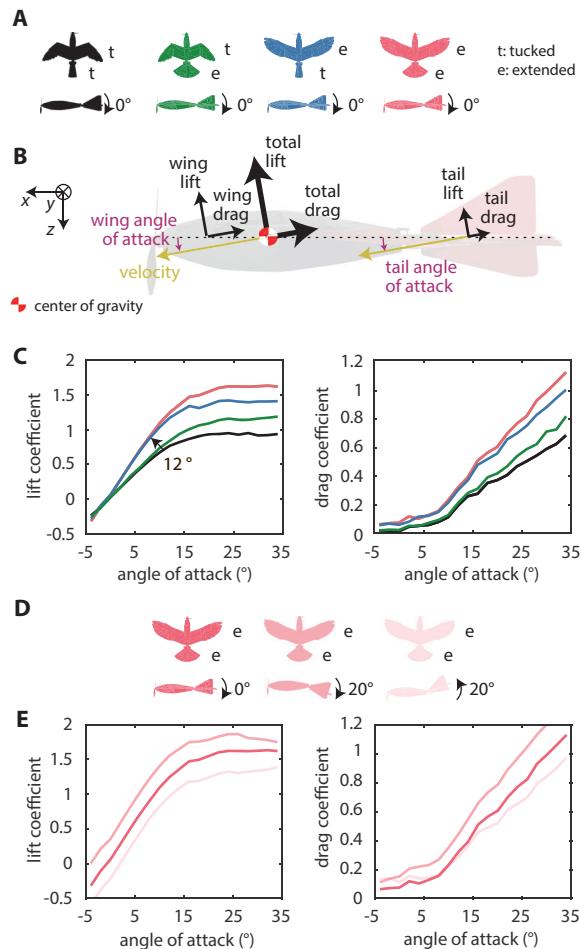 A
t t e e t: tucked
t e t e e: extended
0° 0° 0° 0°
B
total
lift
wing
lift
wing
drag
total
drag
tail
lift
tail
drag
x y
z
wing angle
of attack
velocity
tail angle
of attack
center of gravity
C
lift coefficient
2
1.5
1
0.5
0
-0.5
12°
-5 5 15 25 35
angle of attack (°)
drag coefficient
1.2
1
0.8
0.6
0.4
0.2
0
-5 5 15 25 35
angle of attack (°)
D
e e e
e e e
0° 20° 20°
E
lift coefficient
2
1.5
1
0.5
0
-0.5
-5 5 15 25 35
angle of attack (°)
drag coefficient
1.2
1
0.8
0.6
0.4
0.2
0
-5 5 15 25 35
angle of attack (°)